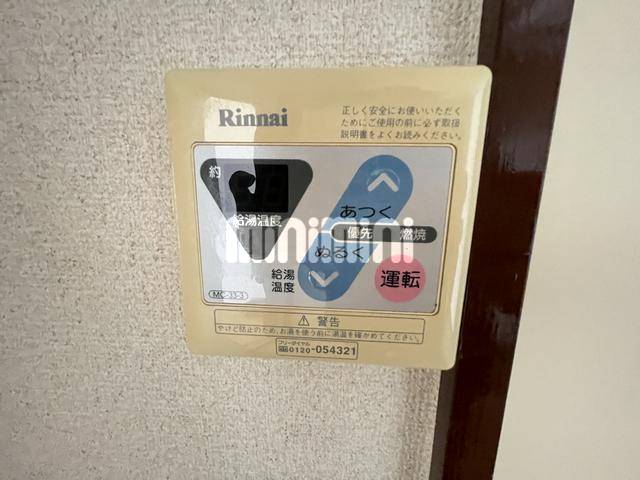 Rinnai
正しく安全にお使いいただく
ためにご使用の前に必ず取扱
説明書をよくお読みください。
約
給湯温度
あつく
優先 燃焼
ぬるく
minimini
給湯
温度
運転
MC-33-3
⚠ 警告
やけど防止のため、お湯を使う前に湯温を確かめてください。
フリーダイヤル
0120-054321